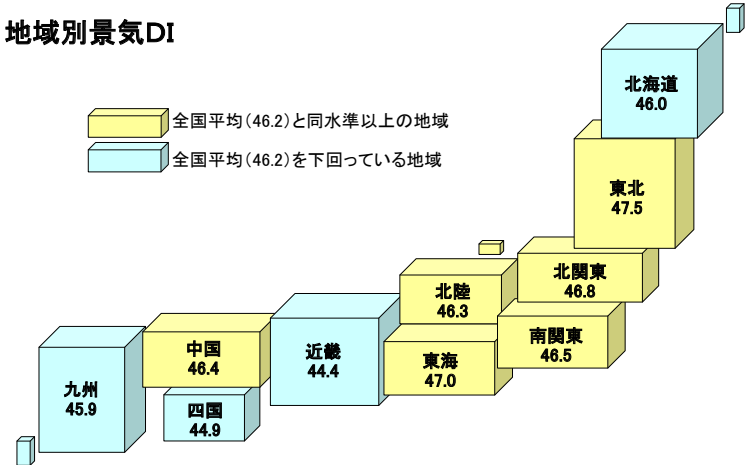 地域別景気DI
全国平均(46.2)と同水準以上の地域
全国平均(46.2)を下回っている地域
北海道
46.0
東北
47.5
北関東
46.8
北陸
46.3
南関東
46.5
東海
47.0
近畿
44.4
中国
46.4
四国
44.9
九州
45.9